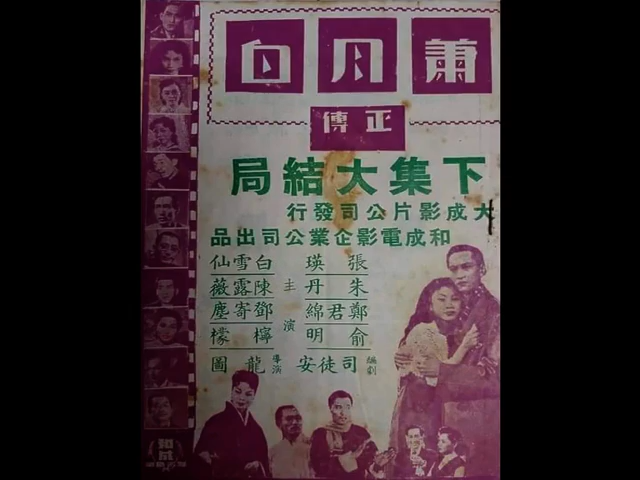 蕭月白
正傳
下集大結局
大成影片公司發行
和成電影企業公司出品
張瑛 白雪仙
朱丹 主 陳露薇
鄭君綿 鄧寄塵
俞明 演 檸檬
編劇 司徒安 導演 龍圖
和成